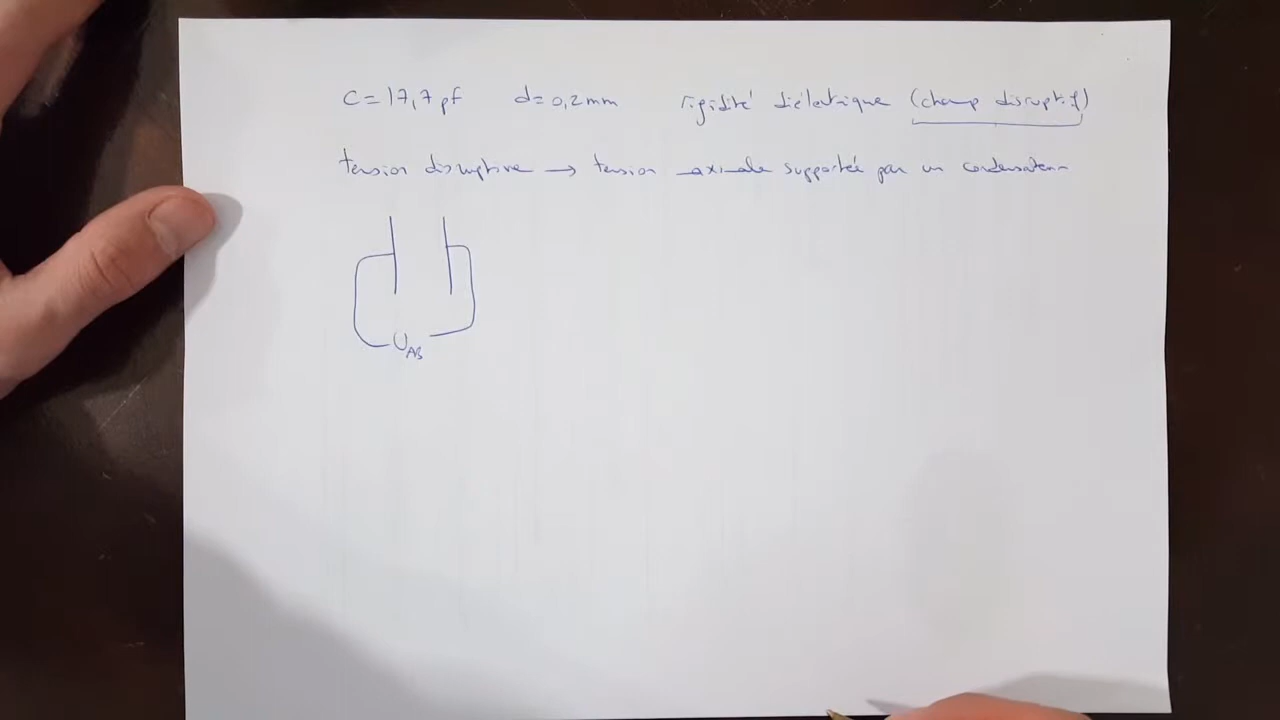 C = 17,7 pf d = 0,2 mm rigidité diélectrique (champ disruptif)
tension disruptive → tension maximale supportée par un condensateur
U_AB